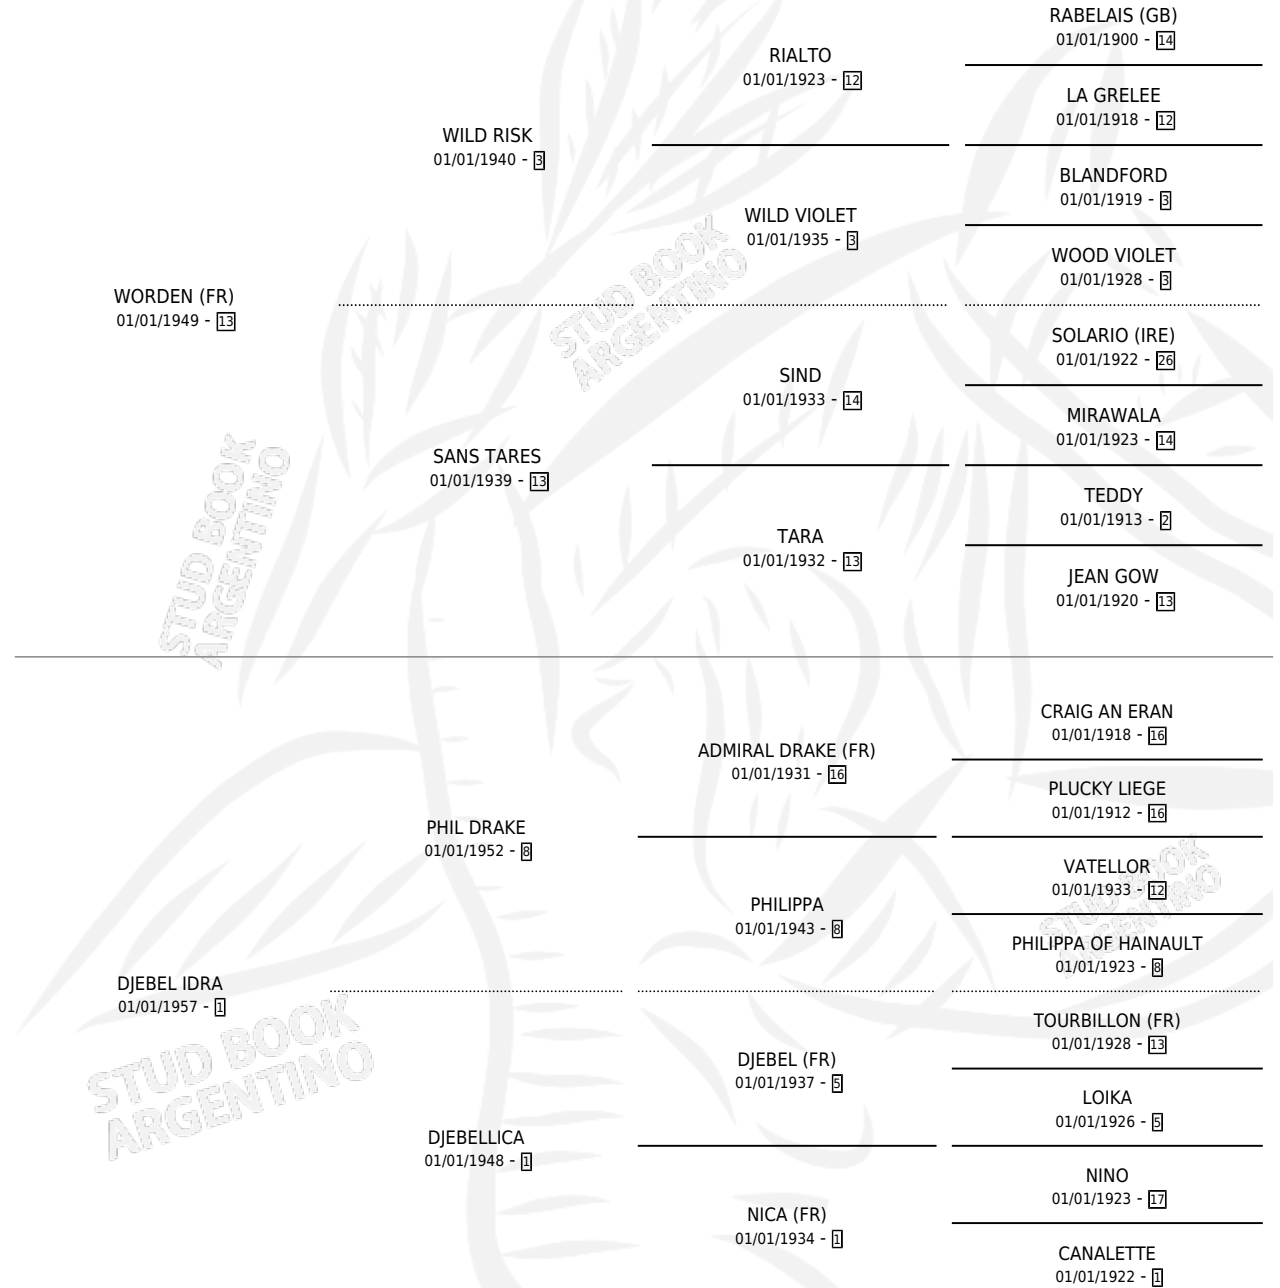 RABELAIS (GB)
01/01/1900 - 14
RIALTO
01/01/1923 - 12
LA GRELEE
01/01/1918 - 12
WILD RISK
01/01/1940 - 3
BLANDFORD
01/01/1919 - 3
WILD VIOLET
01/01/1935 - 3
WOOD VIOLET
01/01/1928 - 3
WORDEN (FR)
01/01/1949 - 13
STUD BOOK
ARGENTINO
SOLARIO (IRE)
01/01/1922 - 26
SIND
01/01/1933 - 14
MIRAWALA
01/01/1923 - 14
SANS TARES
01/01/1939 - 13
TEDDY
01/01/1913 - 2
TARA
01/01/1932 - 13
JEAN GOW
01/01/1920 - 13
STUD BOOK
ARGENTINO
CRAIG AN ERAN
01/01/1918 - 16
ADMIRAL DRAKE (FR)
01/01/1931 - 16
PLUCKY LIEGE
01/01/1912 - 16
PHIL DRAKE
01/01/1952 - 8
VATELLOR
01/01/1933 - 12
PHILIPPA
01/01/1943 - 8
STUD BOOK
ARGENTINO
PHILIPPA OF HAINAULT
01/01/1923 - 8
DJEBEL IDRA
01/01/1957 - 1
STUD BOOK
ARGENTINO
TOURBILLON (FR)
01/01/1928 - 13
DJEBEL (FR)
01/01/1937 - 5
LOIKA
01/01/1926 - 5
DJEBELLICA
01/01/1948 - 1
NINO
01/01/1923 - 17
NICA (FR)
01/01/1934 - 1
CANALETTE
01/01/1922 - 1